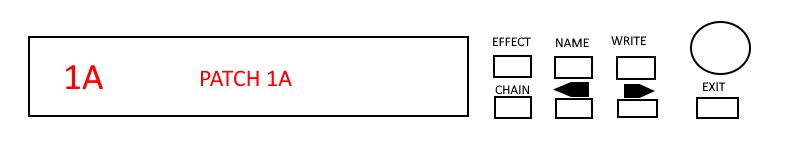 1A PATCH 1A
EFFECT NAME WRITE
CHAIN
EXIT